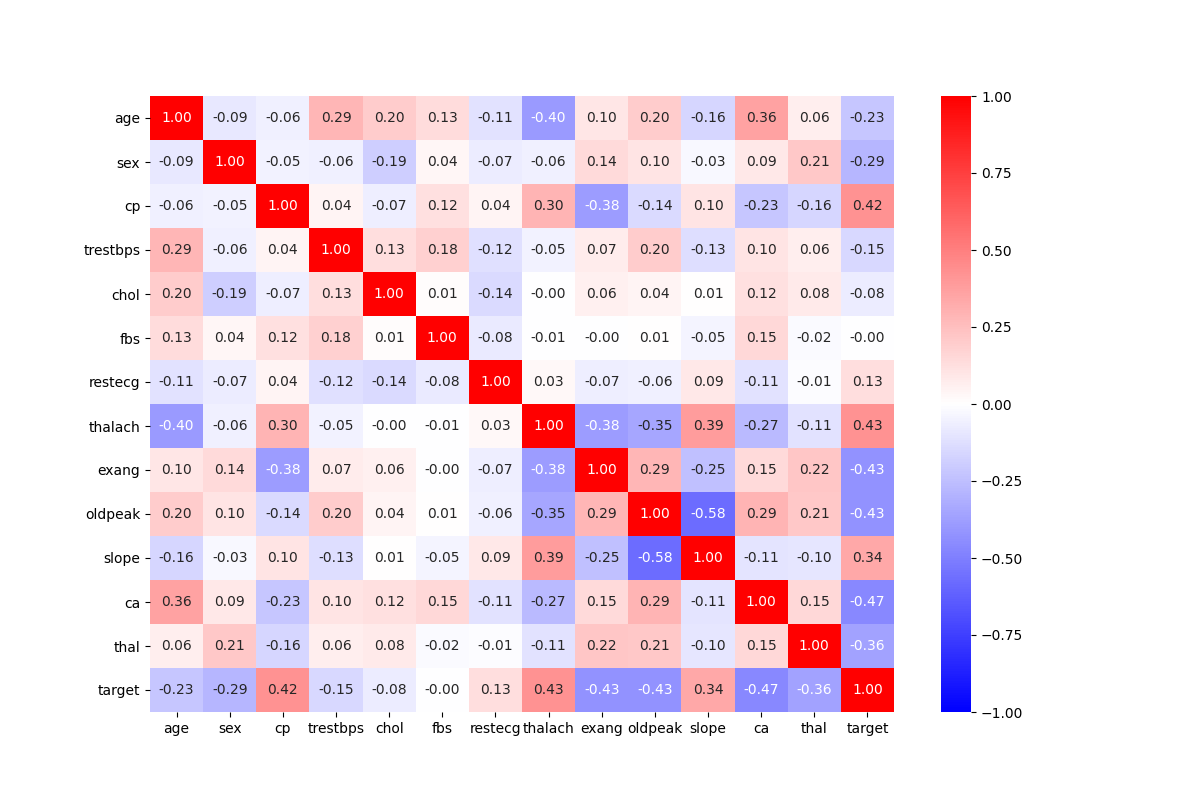 age 1.00 -0.09 -0.06 0.29 0.20 0.13 -0.11 -0.40 0.10 0.20 -0.16 0.36 0.06 -0.23
sex -0.09 1.00 -0.05 -0.06 -0.19 0.04 -0.07 -0.06 0.14 0.10 -0.03 0.09 0.21 -0.29
cp -0.06 -0.05 1.00 0.04 -0.07 0.12 0.04 0.30 -0.38 -0.14 0.10 -0.23 -0.16 0.42
trestbps 0.29 -0.06 0.04 1.00 0.13 0.18 -0.12 -0.05 0.07 0.20 -0.13 0.10 0.06 -0.15
chol 0.20 -0.19 -0.07 0.13 1.00 0.01 -0.14 -0.00 0.06 0.04 0.01 0.12 0.08 -0.08
fbs 0.13 0.04 0.12 0.18 0.01 1.00 -0.08 -0.01 -0.00 0.01 -0.05 0.15 -0.02 -0.00
restecg -0.11 -0.07 0.04 -0.12 -0.14 -0.08 1.00 0.03 -0.07 -0.06 0.09 -0.11 -0.01 0.13
thalach -0.40 -0.06 0.30 -0.05 -0.00 -0.01 0.03 1.00 -0.38 -0.35 0.39 -0.27 -0.11 0.43
exang 0.10 0.14 -0.38 0.07 0.06 -0.00 -0.07 -0.38 1.00 0.29 -0.25 0.15 0.22 -0.43
oldpeak 0.20 0.10 -0.14 0.20 0.04 0.01 -0.06 -0.35 0.29 1.00 -0.58 0.29 0.21 -0.43
slope -0.16 -0.03 0.10 -0.13 0.01 -0.05 0.09 0.39 -0.25 -0.58 1.00 -0.11 -0.10 0.34
ca 0.36 0.09 -0.23 0.10 0.12 0.15 -0.11 -0.27 0.15 0.29 -0.11 1.00 0.15 -0.47
thal 0.06 0.21 -0.16 0.06 0.08 -0.02 -0.01 -0.11 0.22 0.21 -0.10 0.15 1.00 -0.36
target -0.23 -0.29 0.42 -0.15 -0.08 -0.00 0.13 0.43 -0.43 -0.43 0.34 -0.47 -0.36 1.00
age sex cp trestbps chol fbs restecg thalach exang oldpeak slope ca thal target
1.00
0.75
0.50
0.25
0.00
−0.25
−0.50
−0.75
−1.00